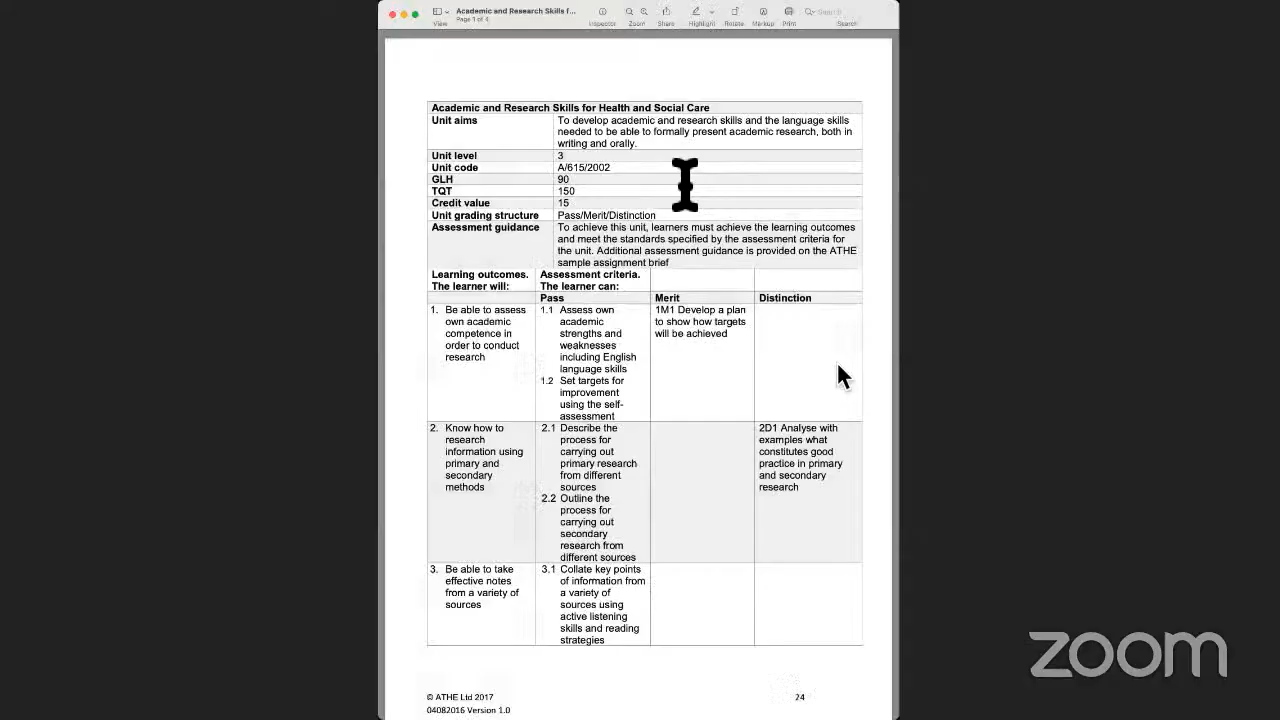 Academic and Research Skills f...
Page 1 of 4
View
Inspector
Zoom
Share
Highlight
Rotate
Markup
Print
Search
Search
Academic and Research Skills for Health and Social Care
Unit aims
To develop academic and research skills and the language skills
needed to be able to formally present academic research, both in
writing and orally.
Unit level
3
Unit code
A/615/2002
GLH
90
TQT
150
Credit value
15
Unit grading structure
Pass/Merit/Distinction
Assessment guidance
To achieve this unit, learners must achieve the learning outcomes
and meet the standards specified by the assessment criteria for
the unit. Additional assessment guidance is provided on the ATHE
sample assignment brief
Learning outcomes.
The learner will:
Assessment criteria.
The learner can:
Pass
Merit
Distinction
1. Be able to assess
own academic
competence in
order to conduct
research
1.1 Assess own
academic
strengths and
weaknesses
including English
language skills
1.2 Set targets for
improvement
using the self-
assessment
1M1 Develop a plan
to show how targets
will be achieved
2. Know how to
research
information using
primary and
secondary
methods
2.1 Describe the
process for
carrying out
primary research
from different
sources
2.2 Outline the
process for
carrying out
secondary
research from
different sources
2D1 Analyse with
examples what
constitutes good
practice in primary
and secondary
research
3. Be able to take
effective notes
from a variety of
sources
3.1 Collate key points
of information from
a variety of
sources using
active listening
skills and reading
strategies
© ATHE Ltd 2017
24
04082016 Version 1.0
zoom